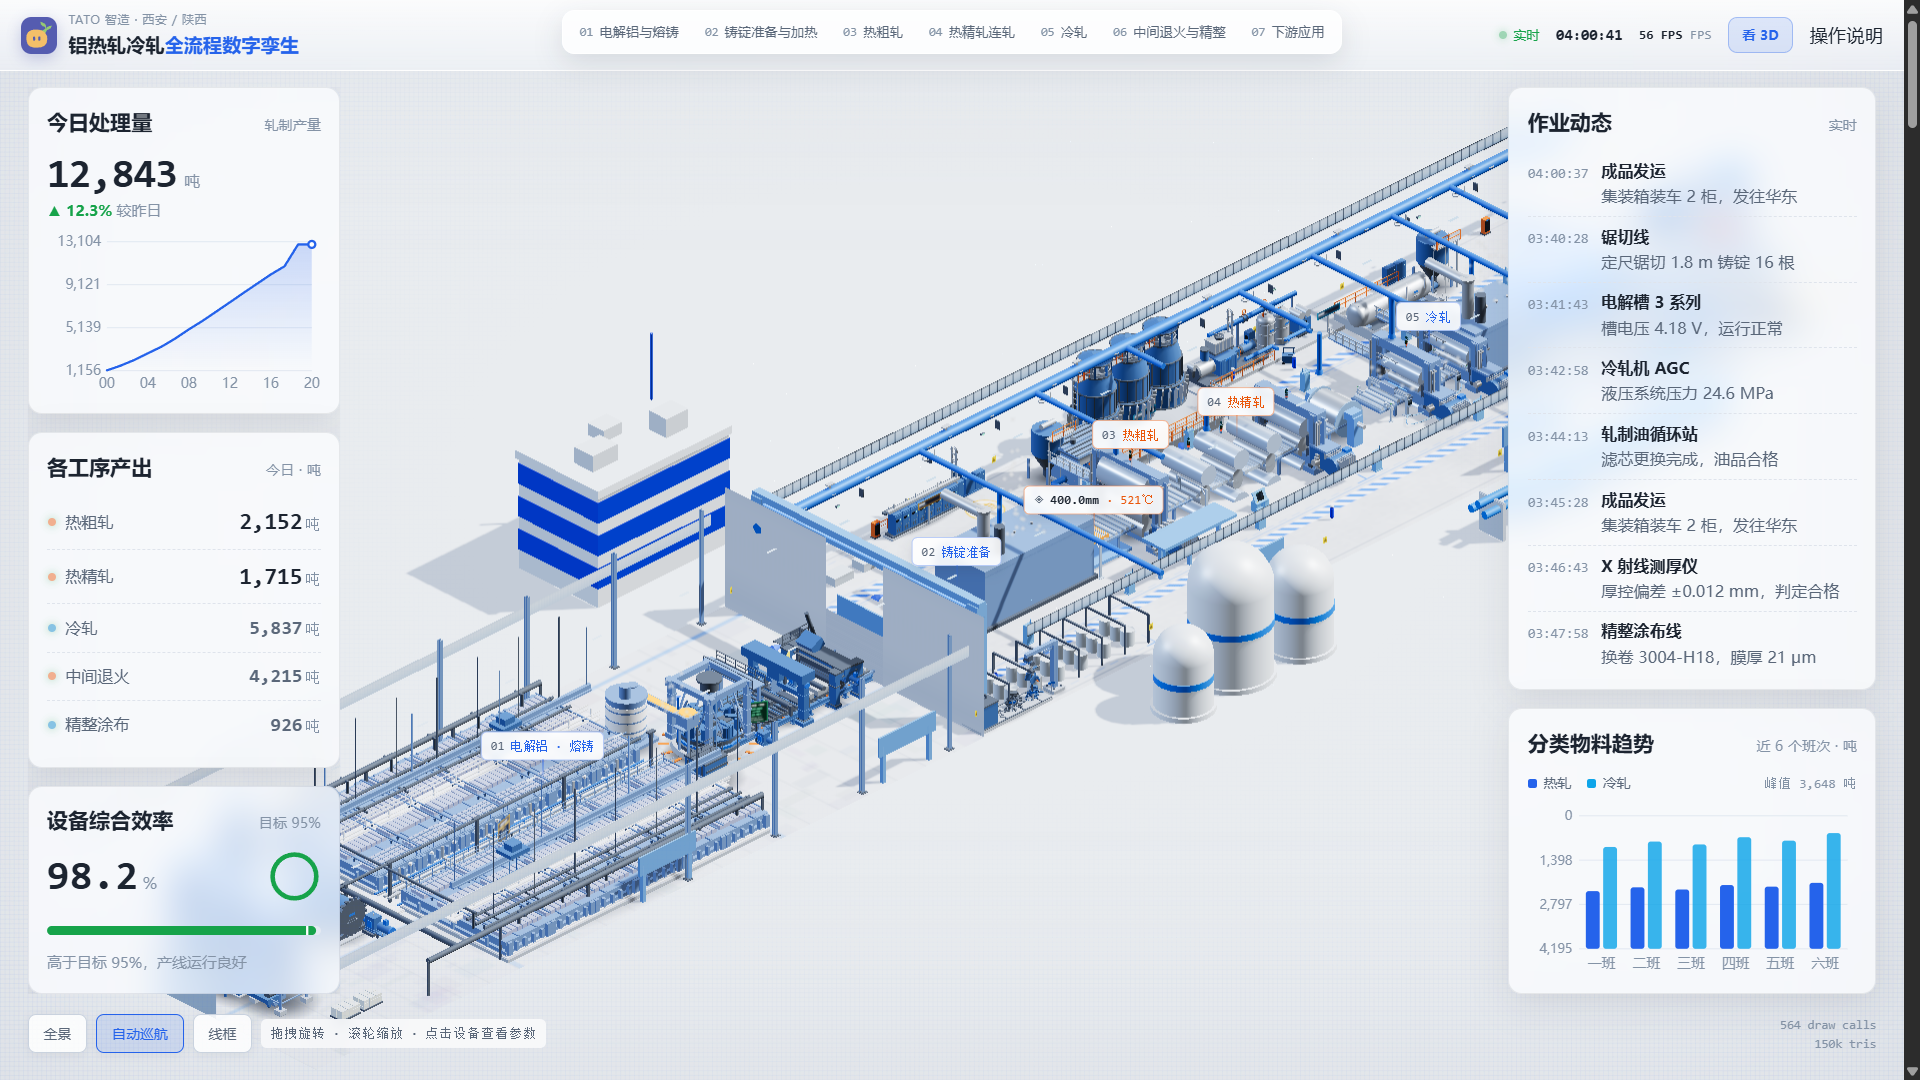 TATO 智造 · 西安 / 陕西
铝热轧冷轧全流程数字孪生
01 电解铝与熔铸
02 铸锭准备与加热
03 热粗轧
04 热精轧连轧
05 冷轧
06 中间退火与精整
07 下游应用
实时
04:00:41
56 FPS FPS
看 3D
操作说明
今日处理量
轧制产量
12,843 吨
▲ 12.3% 较昨日
13,104
9,121
5,139
1,156
00 04 08 12 16 20
各工序产出
今日 · 吨
热粗轧 2,152 吨
热精轧 1,715 吨
冷轧 5,837 吨
中间退火 4,215 吨
精整涂布 926 吨
设备综合效率
目标 95%
98.2 %
高于目标 95%，产线运行良好
全景
自动巡航
线框
拖拽旋转 · 滚轮缩放 · 点击设备查看参数
05 冷轧
04 热精轧
03 热粗轧
◈ 400.0mm · 521℃
02 铸锭准备
01 电解铝 · 熔铸
作业动态
实时
04:00:37 成品发运
集装箱装车 2 柜，发往华东
03:40:28 锯切线
定尺锯切 1.8 m 铸锭 16 根
03:41:43 电解槽 3 系列
槽电压 4.18 V，运行正常
03:42:58 冷轧机 AGC
液压系统压力 24.6 MPa
03:44:13 轧制油循环站
滤芯更换完成，油品合格
03:45:28 成品发运
集装箱装车 2 柜，发往华东
03:46:43 X 射线测厚仪
厚控偏差 ±0.012 mm，判定合格
03:47:58 精整涂布线
换卷 3004-H18，膜厚 21 μm
分类物料趋势
近 6 个班次 · 吨
热轧 冷轧
峰值 3,648 吨
0
1,398
2,797
4,195
一班 二班 三班 四班 五班 六班
564 draw calls
150k tris